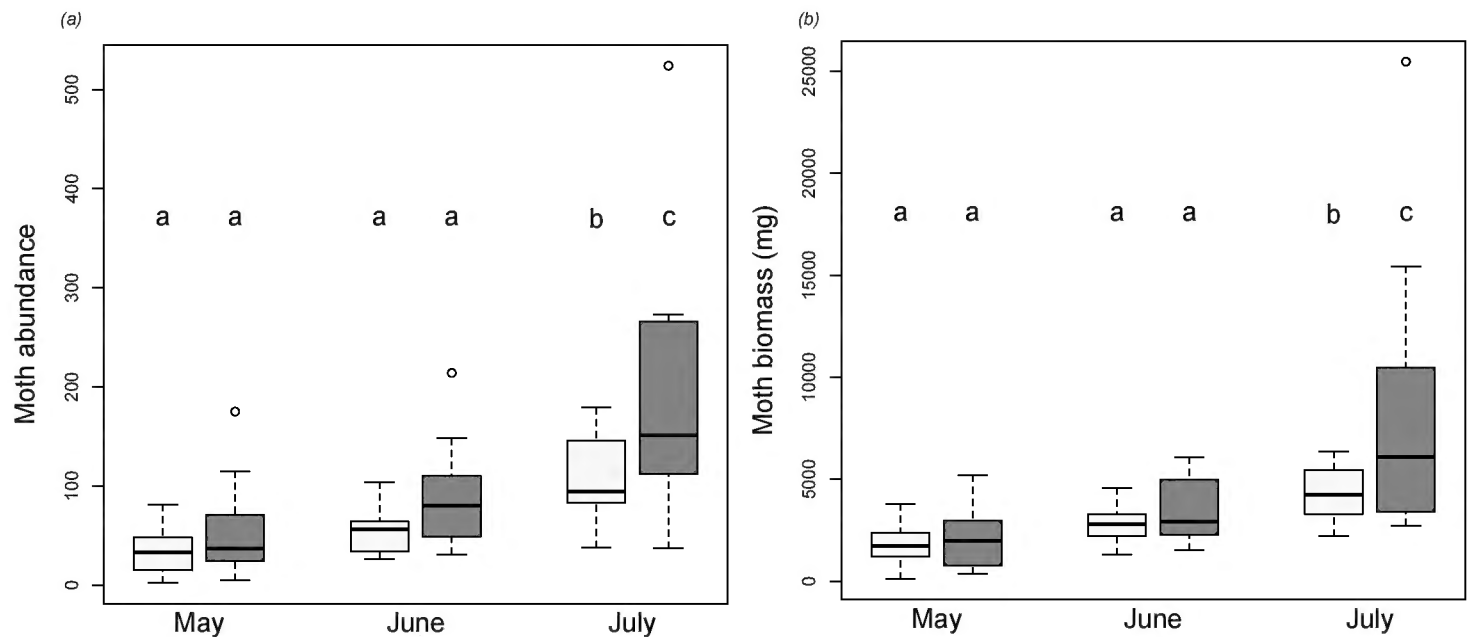 (a)
Moth abundance
500
400
300
200
100
0
a a a a b c
May June July
(b)
Moth biomass (mg)
25000
20000
15000
10000
5000
0
a a a a b c
May June July